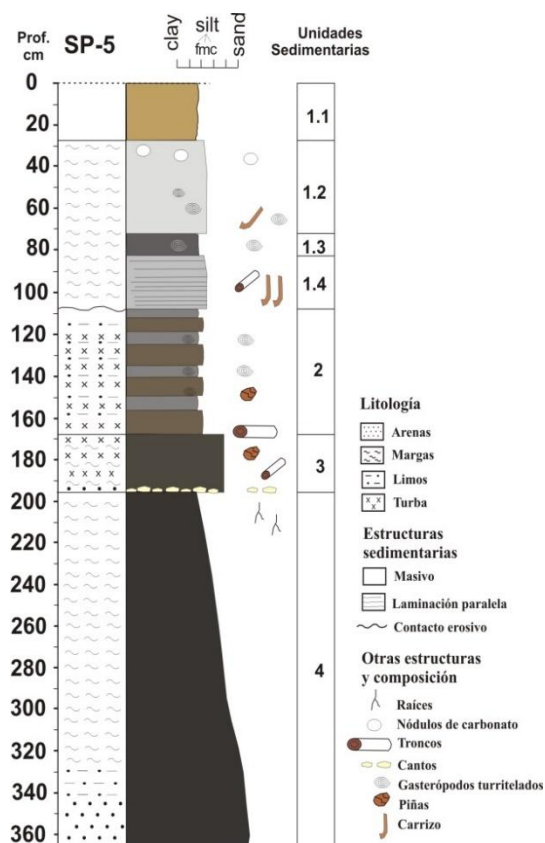 Prof.
cm
SP-5
clay
silt
fmc
sand
Unidades
Sedimentarias
0
20
40
60
80
100
120
140
160
180
200
220
240
260
280
300
320
340
360
1.1
1.2
1.3
1.4
2
3
4
Litología
Arenas
Margas
Limos
Turba
Estructuras
sedimentarias
Masivo
Laminación paralela
Contacto erosivo
Otras estructuras
y composición
Raíces
Nódulos de carbonato
Troncos
Cantos
Gasterópodos turritelados
Piñas
Carrizo